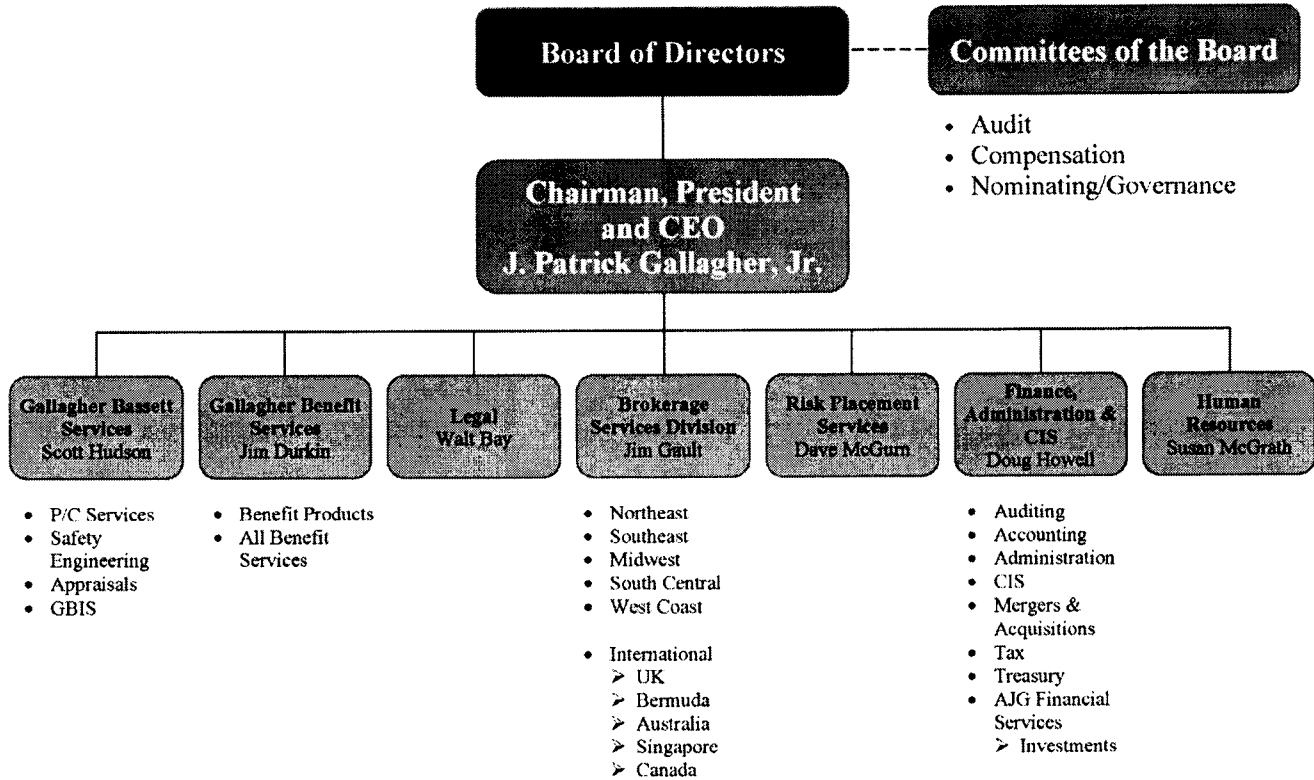 Board of Directors
Committees of the Board
• Audit
• Compensation
• Nominating/Governance
Chairman, President
and CEO
J. Patrick Gallagher, Jr.
Gallagher Bassett
Services
Scott Hudson
• P/C Services
• Safety
Engineering
• Appraisals
• GBIS
Gallagher Benefit
Services
Jim Durkin
• Benefit Products
• All Benefit
Services
Legal
Walt Bay
Brokerage
Services Division
Jim Gault
• Northeast
• Southeast
• Midwest
• South Central
• West Coast
• International
➢ UK
➢ Bermuda
➢ Australia
➢ Singapore
➢ Canada
Risk Placement
Services
Dave McGurn
Finance,
Administration &
CIS
Doug Howell
• Auditing
• Accounting
• Administration
• CIS
• Mergers &
Acquisitions
• Tax
• Treasury
• AJG Financial
Services
➢ Investments
Human
Resources
Susan McGrath